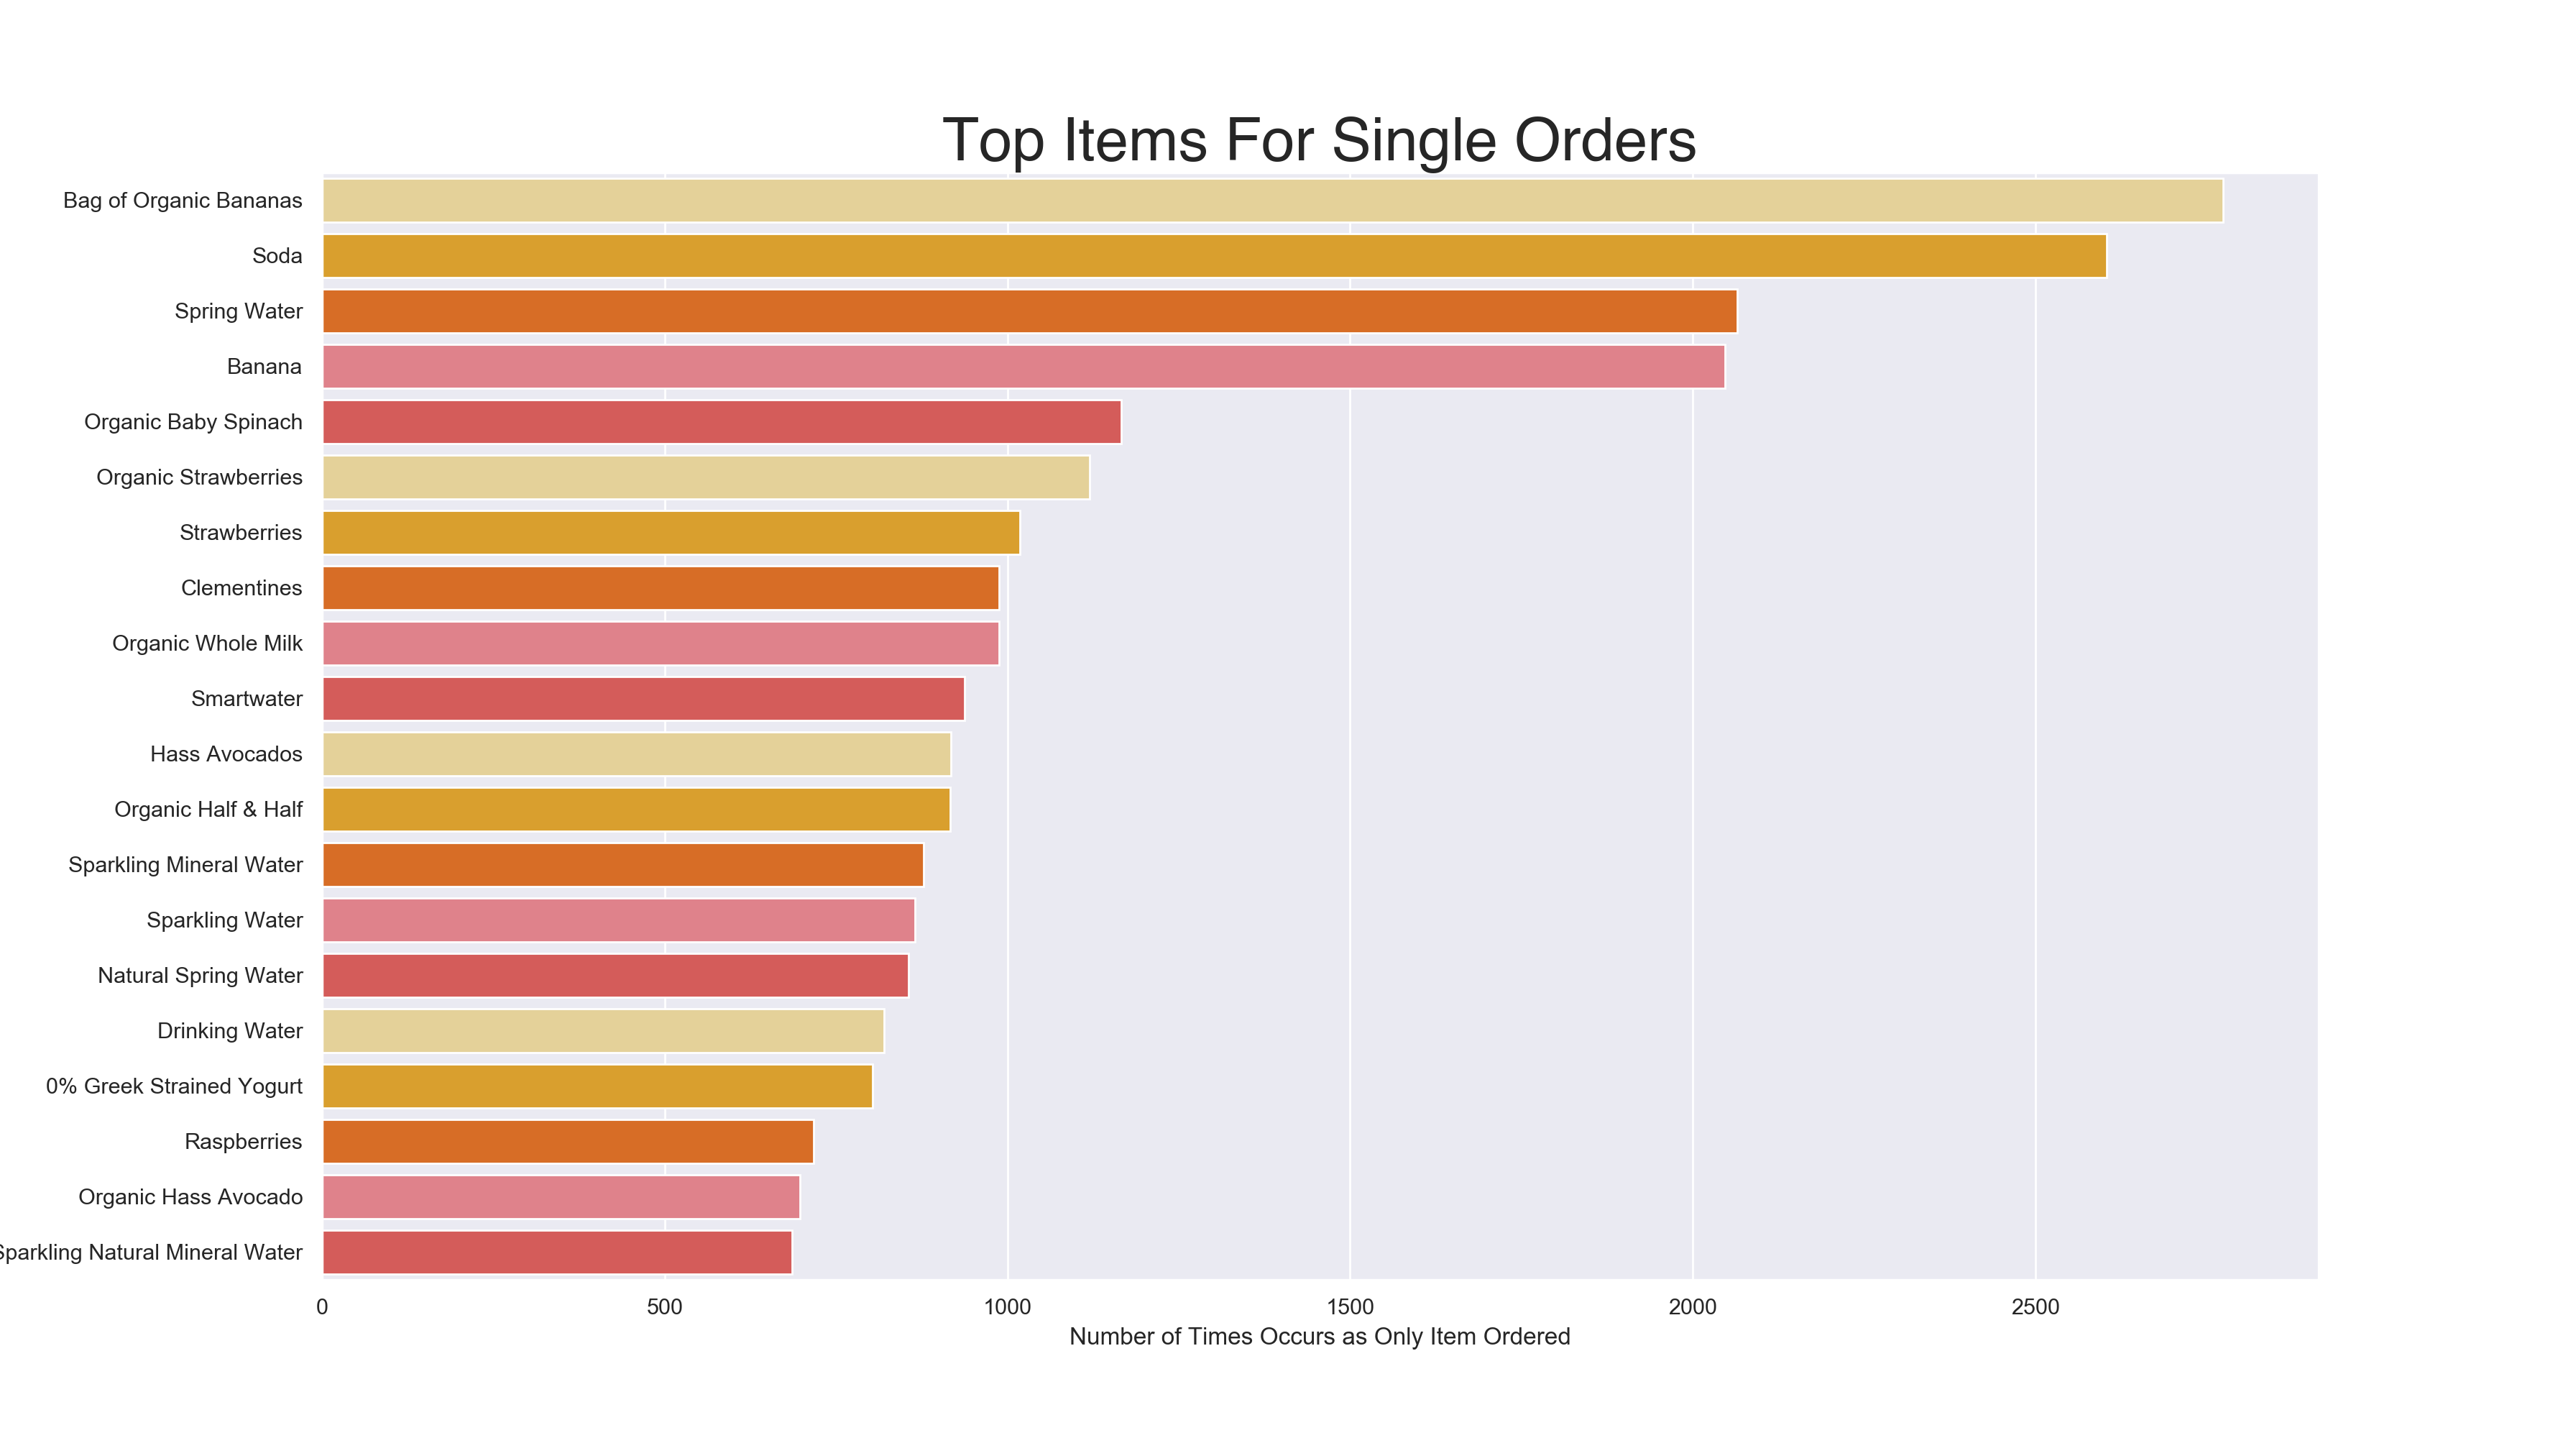 Top Items For Single Orders
Bag of Organic Bananas
Soda
Spring Water
Banana
Organic Baby Spinach
Organic Strawberries
Strawberries
Clementines
Organic Whole Milk
Smartwater
Hass Avocados
Organic Half & Half
Sparkling Mineral Water
Sparkling Water
Natural Spring Water
Drinking Water
0% Greek Strained Yogurt
Raspberries
Organic Hass Avocado
Sparkling Natural Mineral Water
0 500 1000 1500 2000 2500
Number of Times Occurs as Only Item Ordered